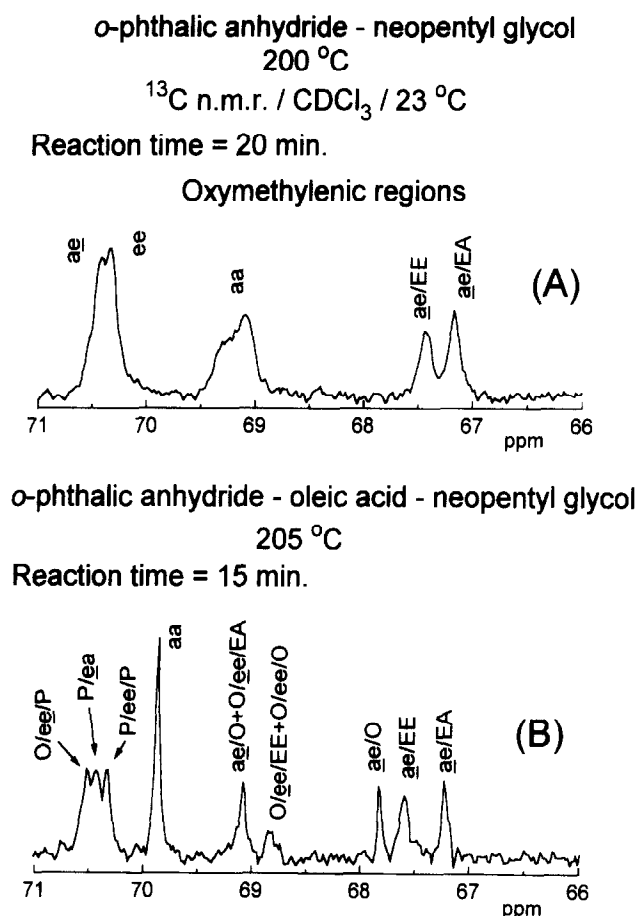 o-phthalic anhydride - neopentyl glycol
200 °C
¹³C n.m.r. / CDCl₃ / 23 °C
Reaction time = 20 min.
Oxymethylenic regions
ae
ee
aa
ae/EE
ae/EA
(A)
71 70 69 68 67 66
ppm
o-phthalic anhydride - oleic acid - neopentyl glycol
205 °C
Reaction time = 15 min.
O/ee/P
P/ea
P/ee/P
aa
ae/O+O/ee/EA
O/ee/EE+O/ee/O
ae/O
ae/EE
ae/EA
(B)
71 70 69 68 67 66
ppm